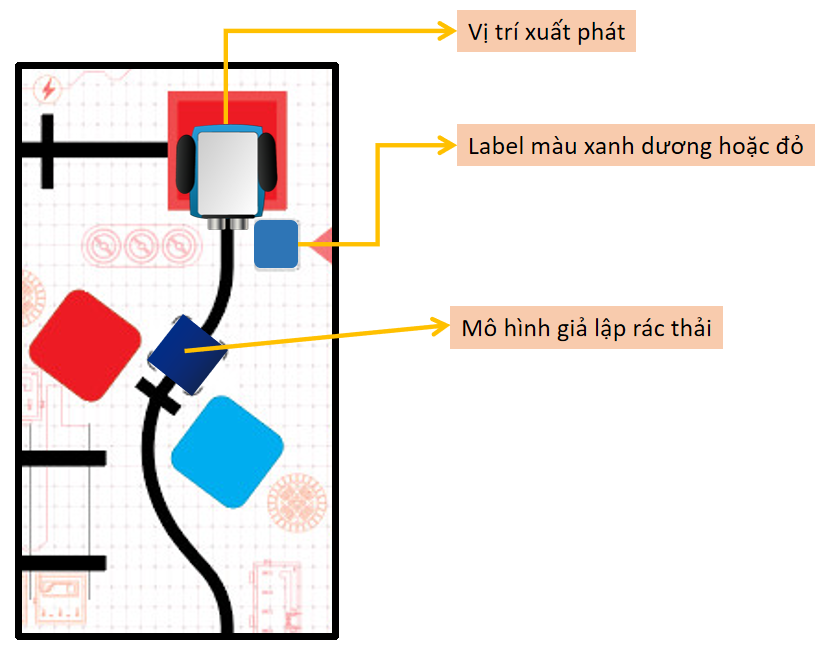 Vị trí xuất phát
Label màu xanh dương hoặc đỏ
Mô hình giả lập rác thải